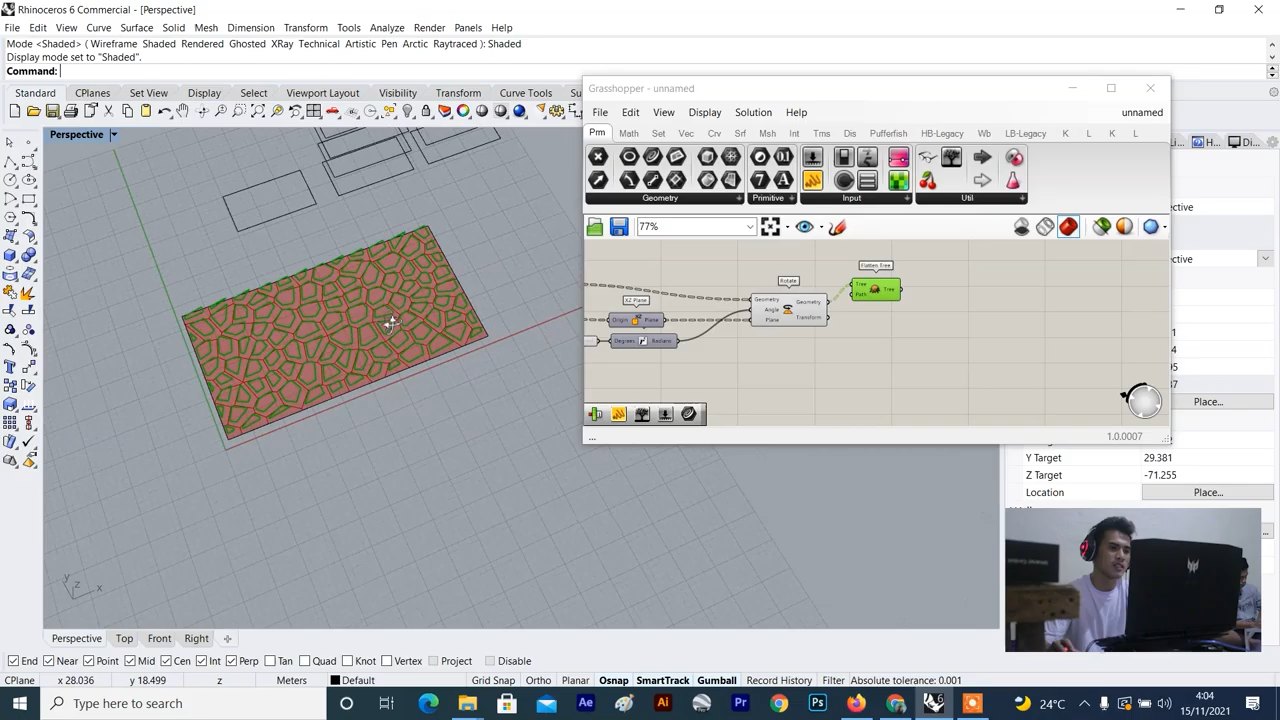 Rhinoceros 6 Commercial - [Perspective]
File Edit View Curve Surface Solid Mesh Dimension Transform Tools Analyze Render Panels Help
Mode <Shaded> ( Wireframe Shaded Rendered Ghosted XRay Technical Artistic Pen Arctic Raytraced ): Shaded
Display mode set to "Shaded".
Command:
Standard CPlanes Set View Display Select Viewport Layout Visibility Transform Curve Tools
Perspective
Grasshopper - unnamed
File Edit View Display Solution Help unnamed
Prm Math Set Vec Crv Srf Msh Int Tms Dis Pufferfish HB-Legacy Wb LB-Legacy K L K L
Geometry Primitive Input Util
77%
Flatten Tree
Tree
Path
Tree
Rotate
Geometry
Angle
Plane
Geometry
Transform
XZ Plane
Origin Plane
Degrees Radians
...
1.0.0007
Place...
Y Target 29.381
Z Target -71.255
Location Place...
y
z
x
Perspective Top Front Right
End Near Point Mid Cen Int Perp Tan Quad Knot Vertex Project Disable
CPlane x 28.036 y 18.499 z Meters Default Grid Snap Ortho Planar Osnap SmartTrack Gumball Record History Filter Absolute tolerance: 0.001
Type here to search
24°C
4:04
15/11/2021